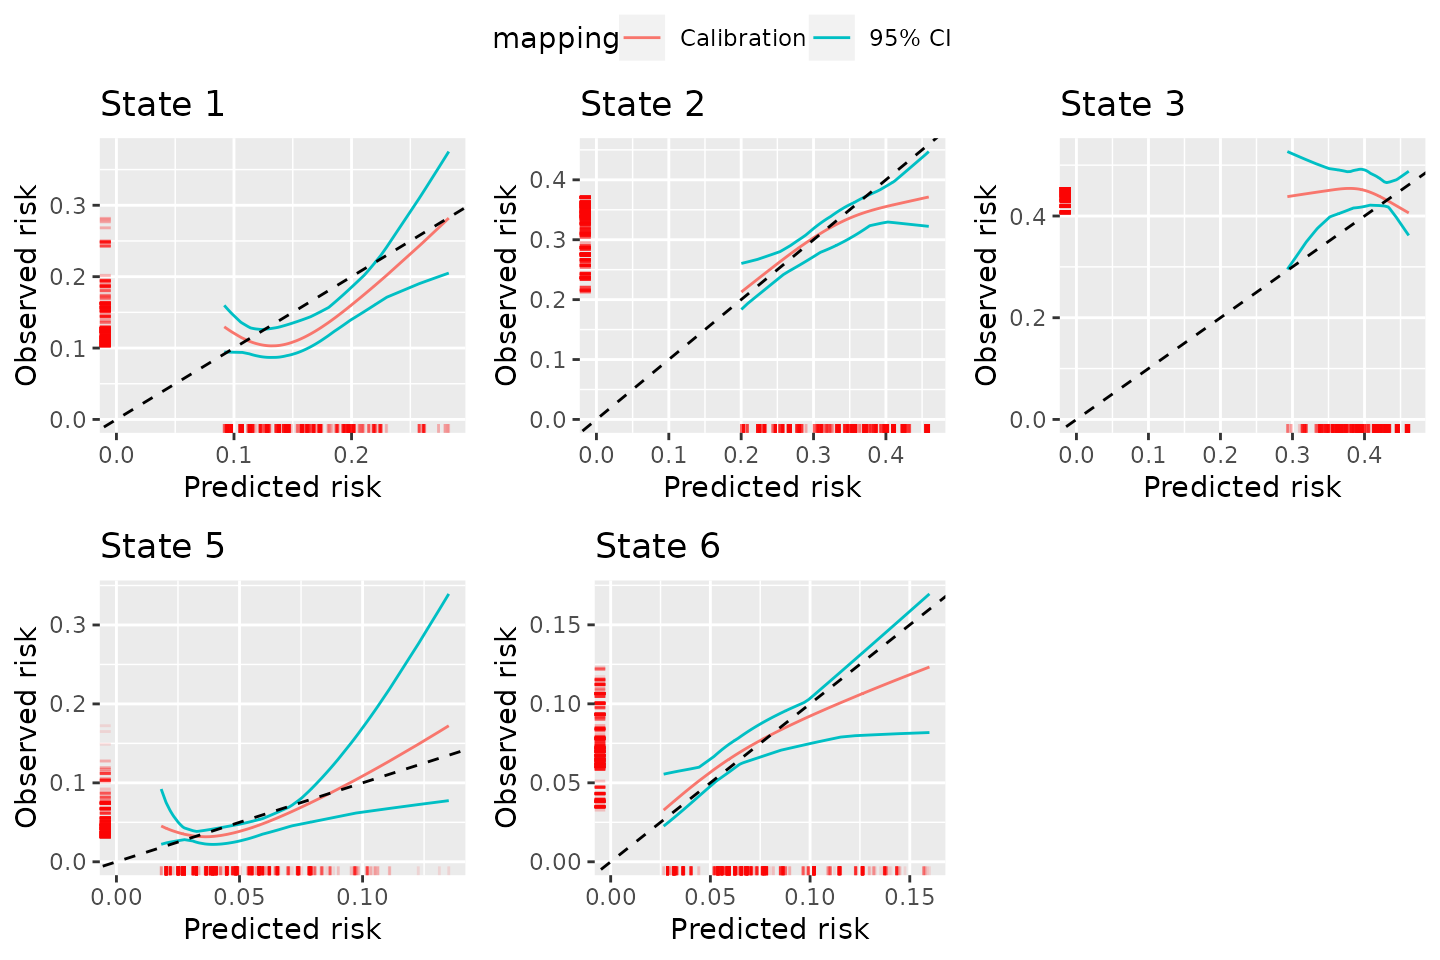 mapping Calibration 95% CI
State 1
Observed risk
0.3
0.2
0.1
0.0
0.0 0.1 0.2
Predicted risk
State 2
Observed risk
0.4
0.3
0.2
0.1
0.0
0.0 0.1 0.2 0.3 0.4
Predicted risk
State 3
Observed risk
0.4
0.2
0.0
0.0 0.1 0.2 0.3 0.4
Predicted risk
State 5
Observed risk
0.3
0.2
0.1
0.0
0.00 0.05 0.10
Predicted risk
State 6
Observed risk
0.15
0.10
0.05
0.00
0.00 0.05 0.10 0.15
Predicted risk